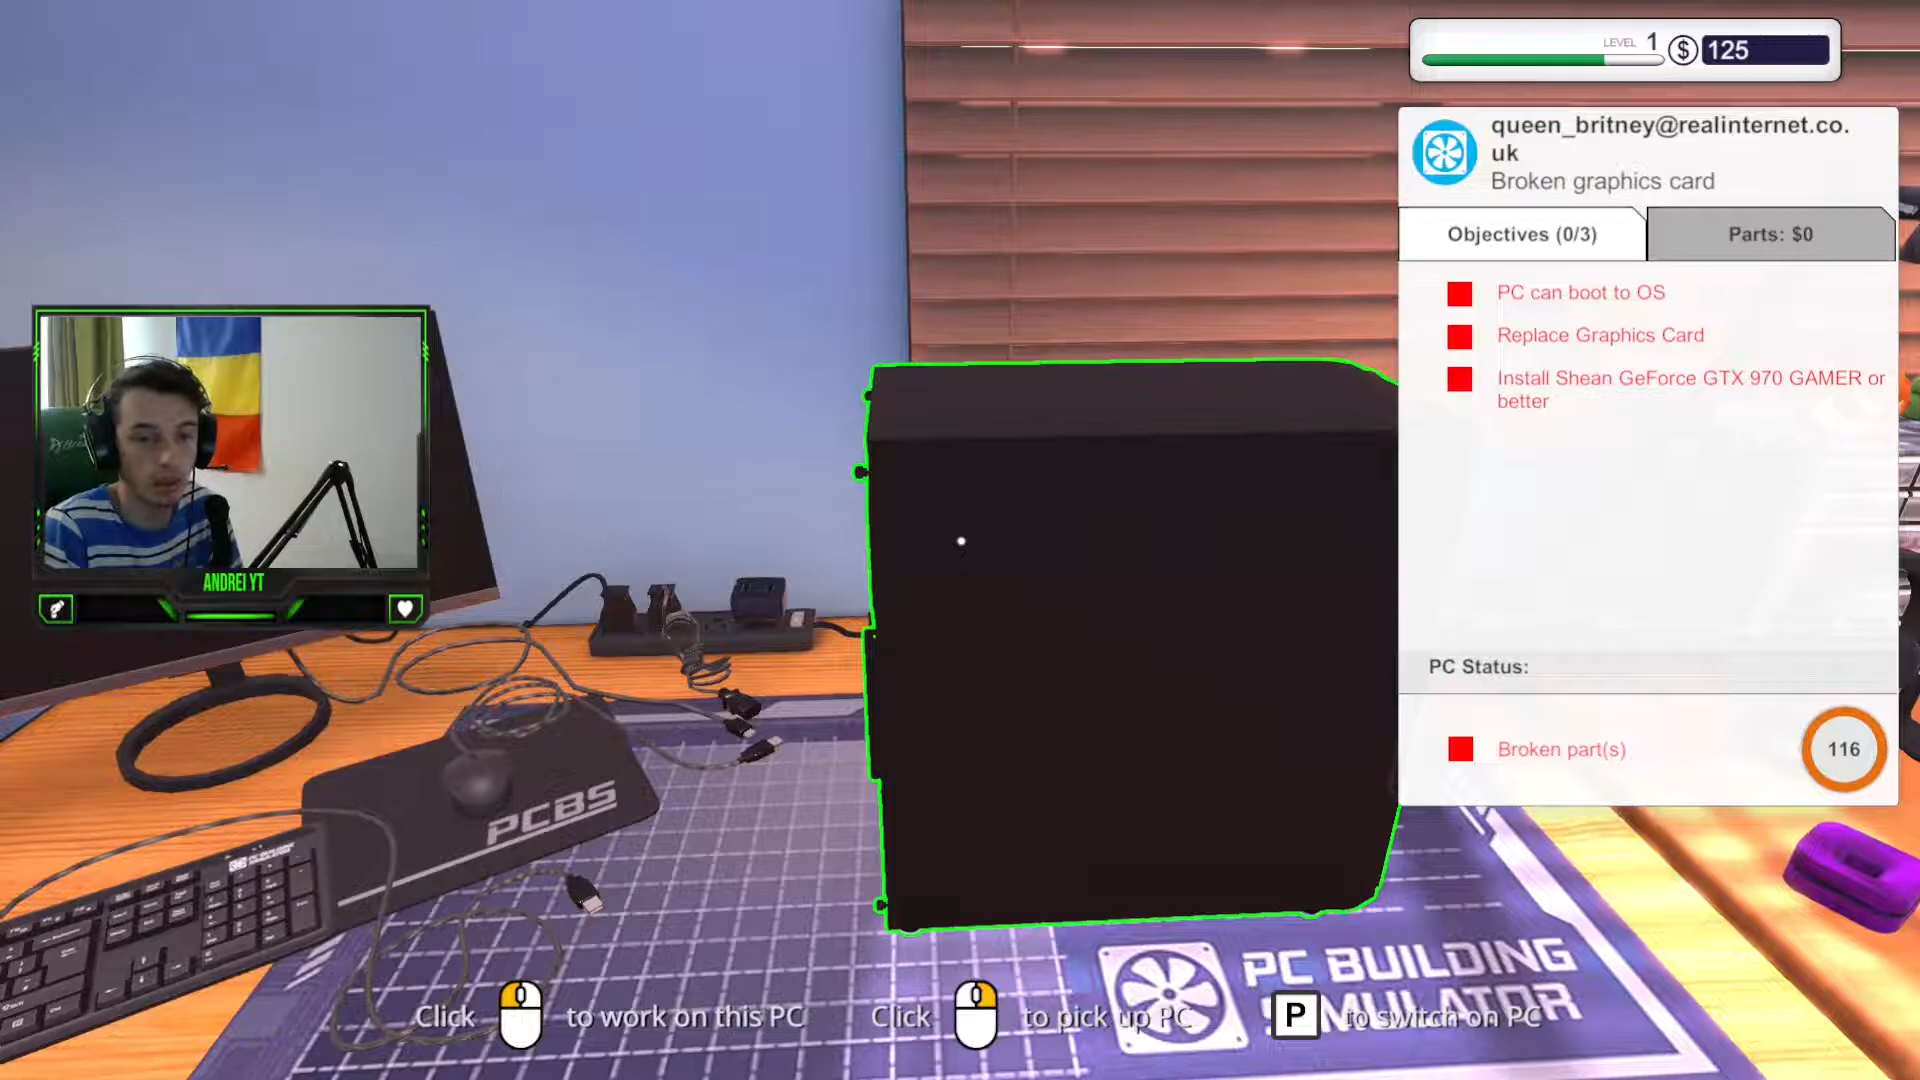 LEVEL 1 $ 125
queen_britney@realinternet.co.
uk
Broken graphics card
Objectives (0/3)
Parts: $0
PC can boot to OS
Replace Graphics Card
Install Shean GeForce GTX 970 GAMER or
better
PC Status:
Broken part(s)
116
ANDREI YT
PCBS
PC BUILDING
SIMULATOR
Click to work on this PC
Click to pick up PC
P to switch on PC